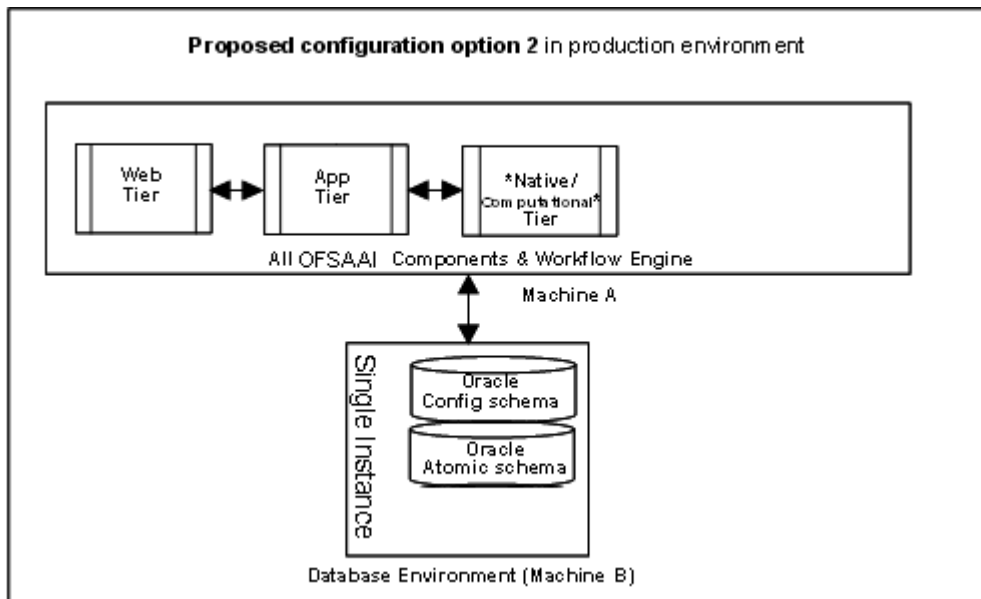 Proposed configuration option 2 in production environment
Web
Tier
App
Tier
*Native/
Computational*
Tier
All OFSAAI Components & Workflow Engine
Machine A
Single Instance
Oracle
Config schema
Oracle
Atomic schema
Database Environment (Machine B)